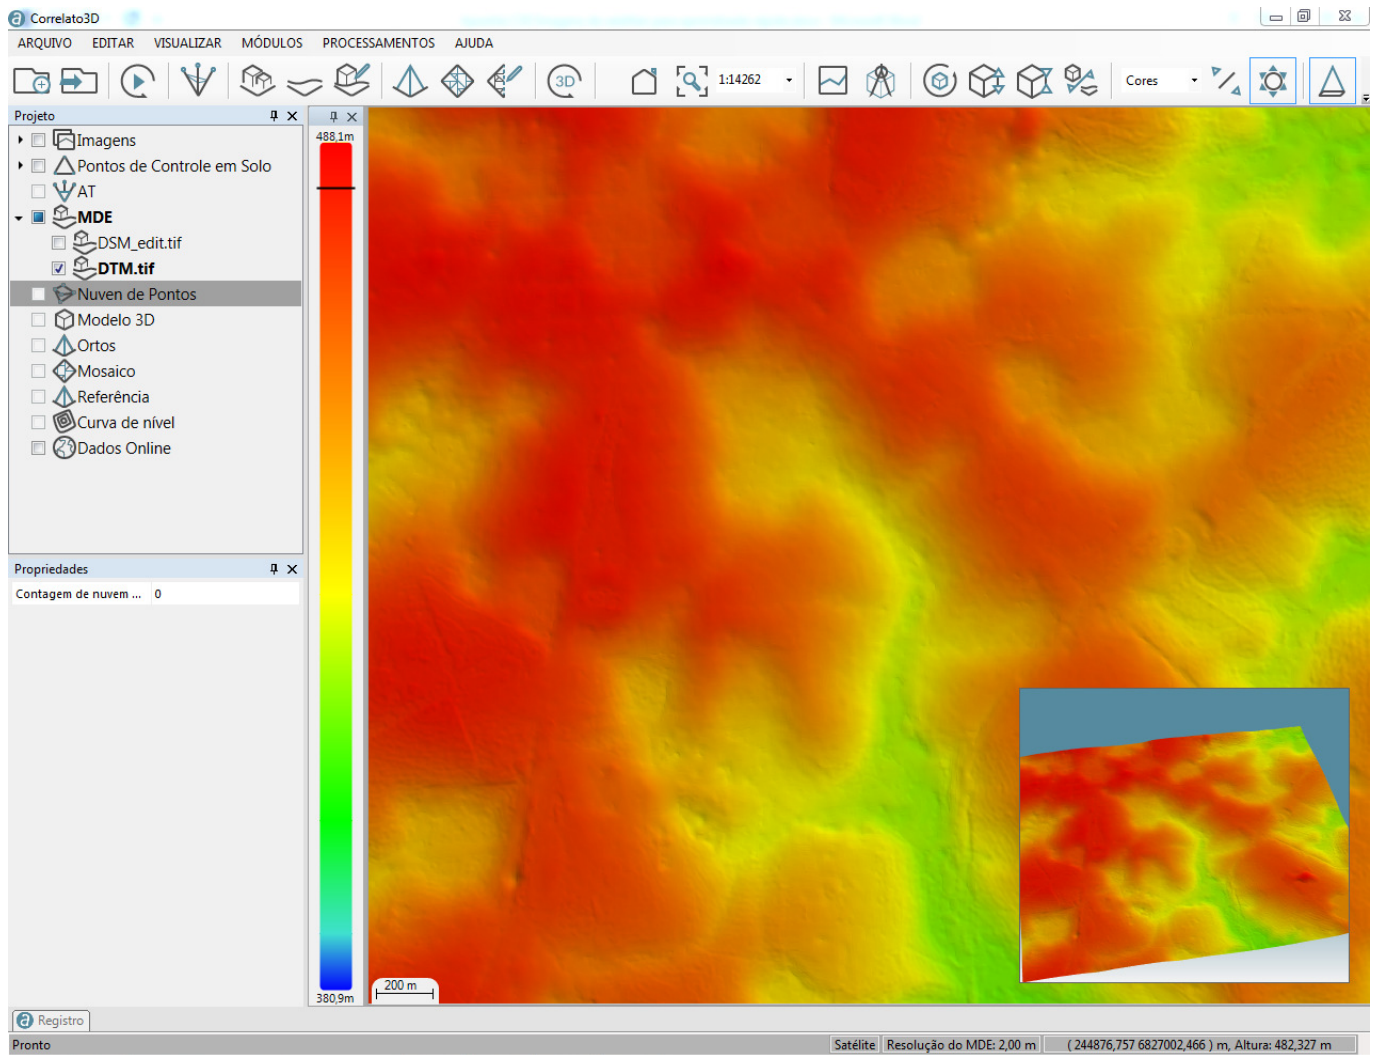 Correlato3D
ARQUIVO EDITAR VISUALIZAR MÓDULOS PROCESSAMENTOS AJUDA
3D 1:14262 Cores
Projeto
Imagens
Pontos de Controle em Solo
AT
MDE
DSM_edit.tif
DTM.tif
Nuven de Pontos
Modelo 3D
Ortos
Mosaico
Referência
Curva de nível
Dados Online
Propriedades
Contagem de nuvem ... 0
488,1m
380,9m
200 m
Registro
Pronto
Satélite Resolução do MDE: 2,00 m ( 244876,757 6827002,466 ) m, Altura: 482,327 m